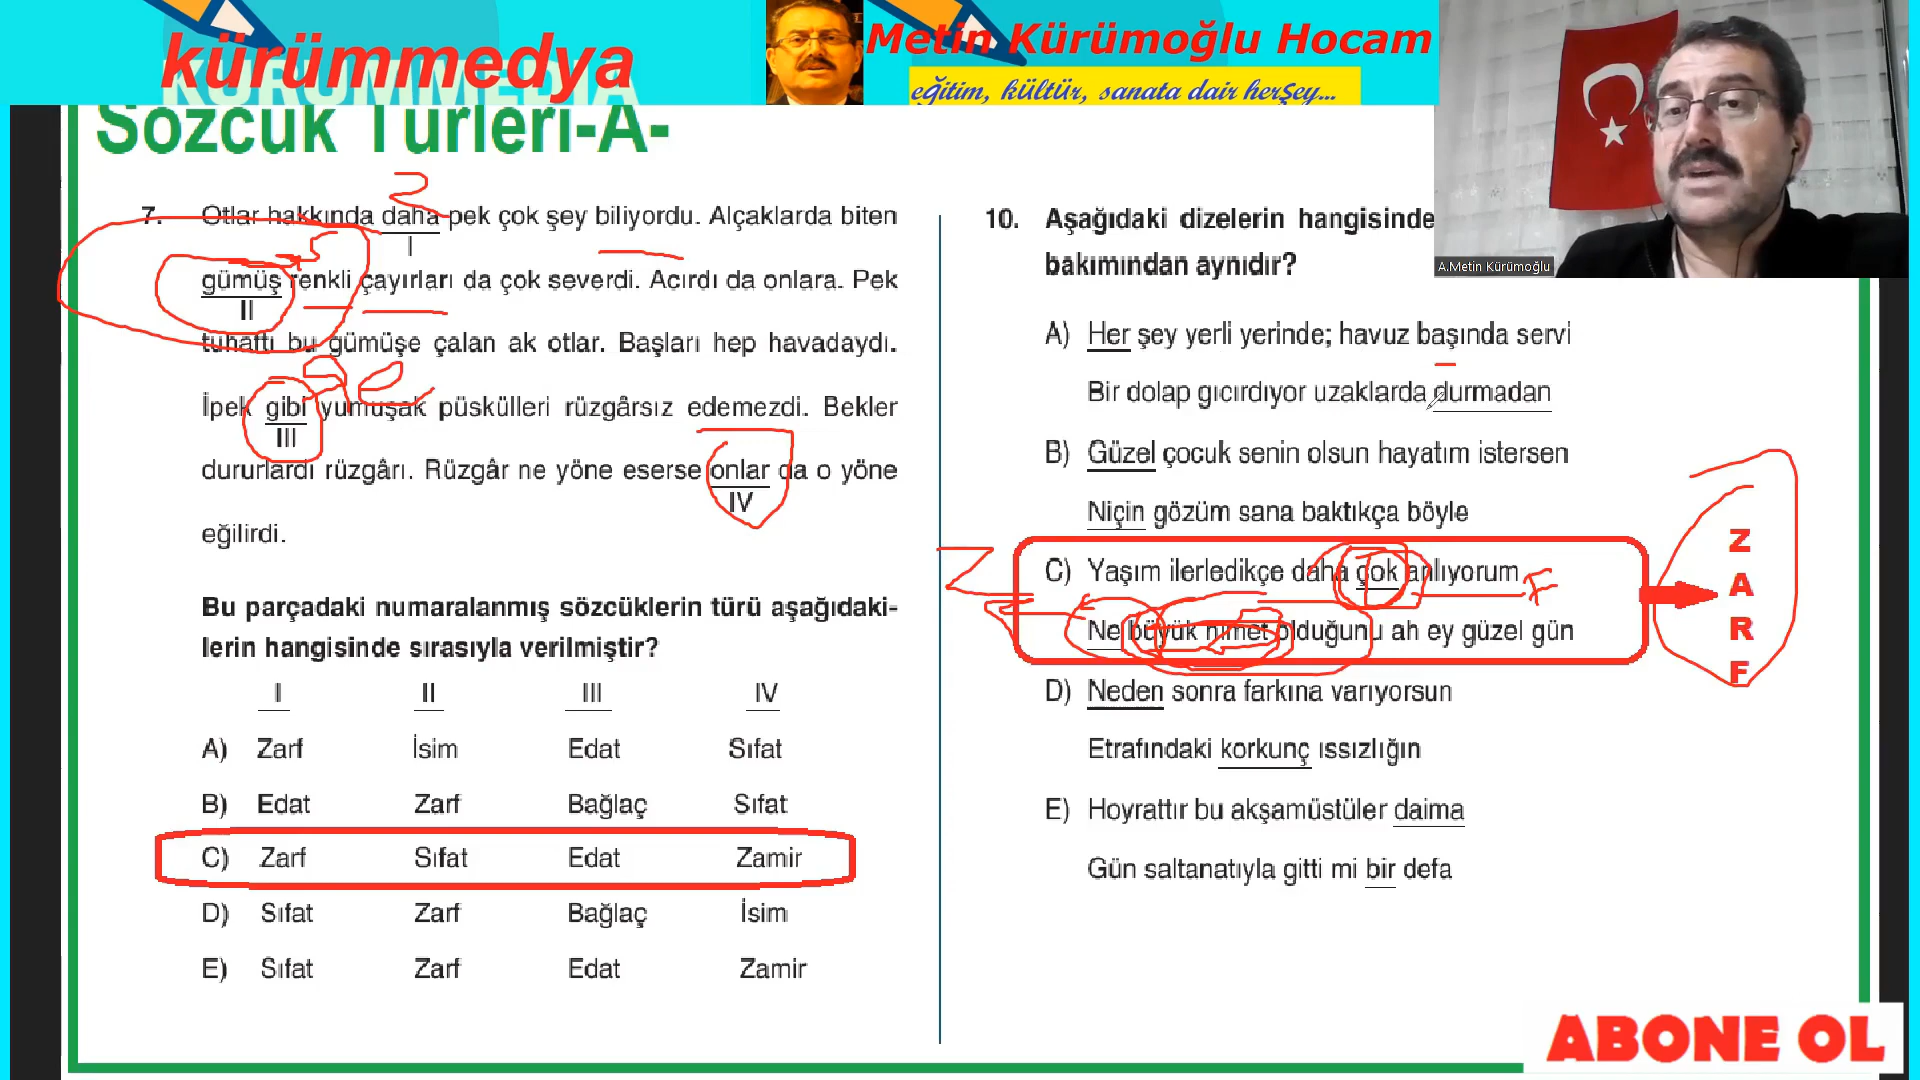 kürümmedya
KÜRÜMMEDYA
Metin Kürümoğlu Hocam
eğitim, kültür, sanata dair herşey...
Sözcük Türleri-A-
A.Metin Kürümoğlu
7. Otlar hakkında daha pek çok şey biliyordu. Alçaklarda biten
I
gümüş renkli çayırları da çok severdi. Acırdı da onlara. Pek
II
tuhaftı bu gümüşe çalan ak otlar. Başları hep havadaydı.
İpek gibi yumuşak püskülleri rüzgârsız edemezdi. Bekler
III
dururlardı rüzgârı. Rüzgâr ne yöne eserse onlar da o yöne
IV
eğilirdi.
Bu parçadaki numaralanmış sözcüklerin türü aşağıdaki-
lerin hangisinde sırasıyla verilmiştir?
I II III IV
A) Zarf İsim Edat Sıfat
B) Edat Zarf Bağlaç Sıfat
C) Zarf Sıfat Edat Zamir
D) Sıfat Zarf Bağlaç İsim
E) Sıfat Zarf Edat Zamir
10. Aşağıdaki dizelerin hangisinde
bakımından aynıdır?
A) Her şey yerli yerinde; havuz başında servi
Bir dolap gıcırdıyor uzaklarda durmadan
B) Güzel çocuk senin olsun hayatım istersen
Niçin gözüm sana baktıkça böyle
C) Yaşım ilerledikçe daha çok anlıyorum
F
Ne büyük nimet olduğunu ah ey güzel gün
D) Neden sonra farkına varıyorsun
Etrafındaki korkunç ıssızlığın
E) Hoyrattır bu akşamüstüler daima
Gün saltanatıyla gitti mi bir defa
Z
A
R
F
ABONE OL